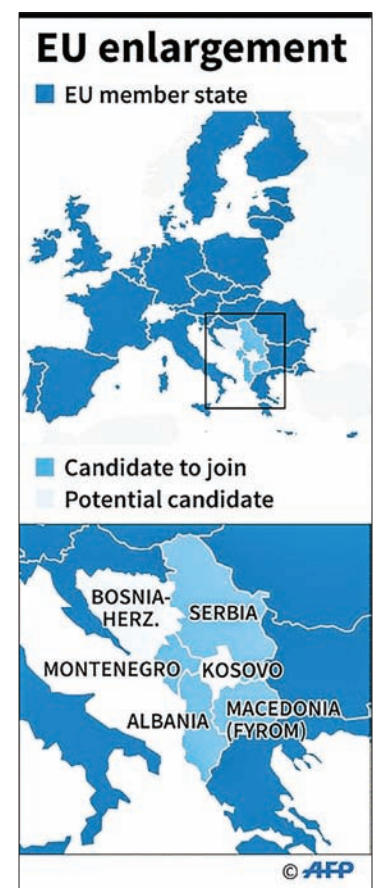 EU enlargement
EU member state
Candidate to join
Potential candidate
BOSNIA-
HERZ.
SERBIA
MONTENEGRO
KOSOVO
ALBANIA
MACEDONIA
(FYROM)
© AFP